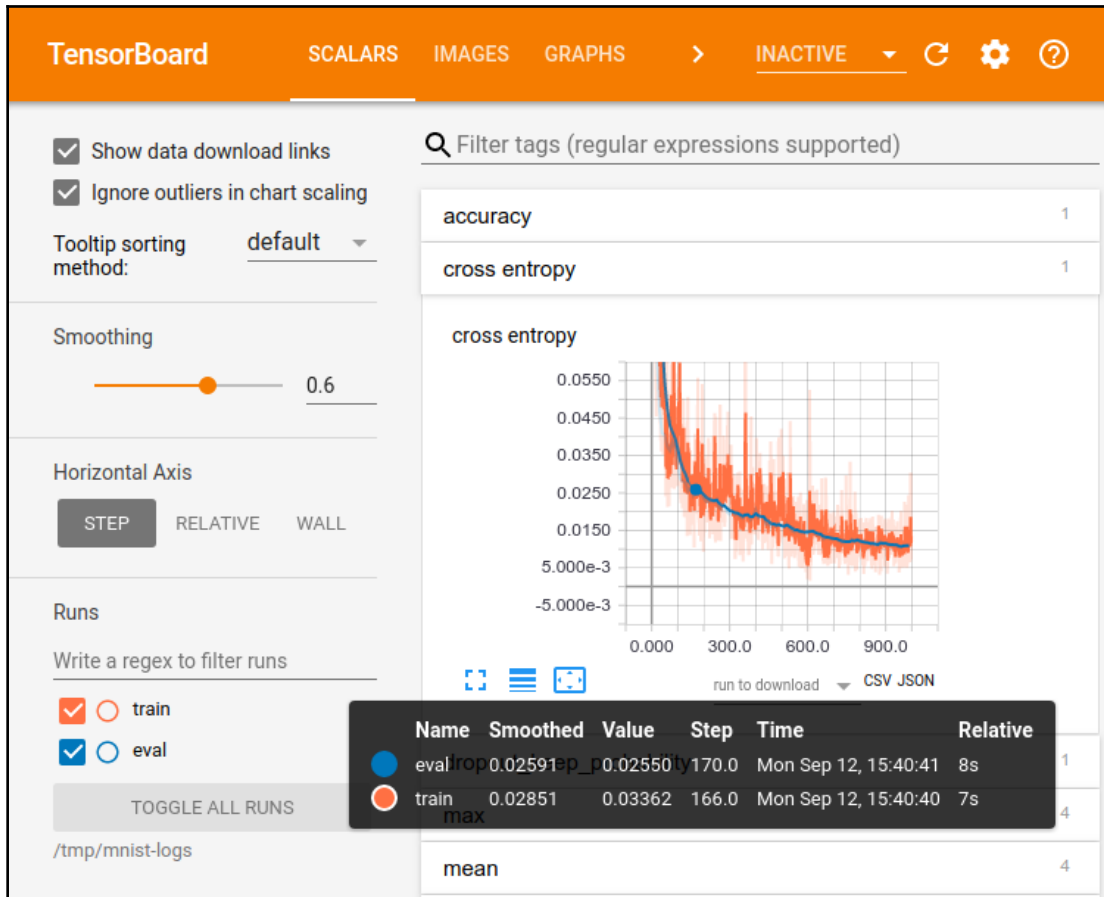 TensorBoard SCALARS IMAGES GRAPHS > INACTIVE
Show data download links
Ignore outliers in chart scaling
Tooltip sorting method: default
Smoothing
0.6
Horizontal Axis
STEP RELATIVE WALL
Runs
Write a regex to filter runs
train
eval
TOGGLE ALL RUNS
/tmp/mnist-logs
Filter tags (regular expressions supported)
accuracy 1
cross entropy 1
cross entropy
0.0550
0.0450
0.0350
0.0250
0.0150
5.000e-3
-5.000e-3
0.000 300.0 600.0 900.0
run to download CSV JSON
Name Smoothed Value Step Time Relative
eval 0.02591 0.02550 170.0 Mon Sep 12, 15:40:41 8s
train 0.02851 0.03362 166.0 Mon Sep 12, 15:40:40 7s
1
max 4
mean 4